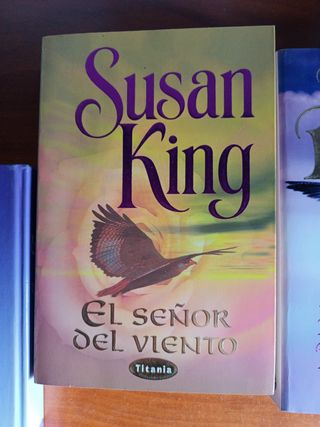 Susan
King
EL SEÑOR
DEL VIENTO
Titania